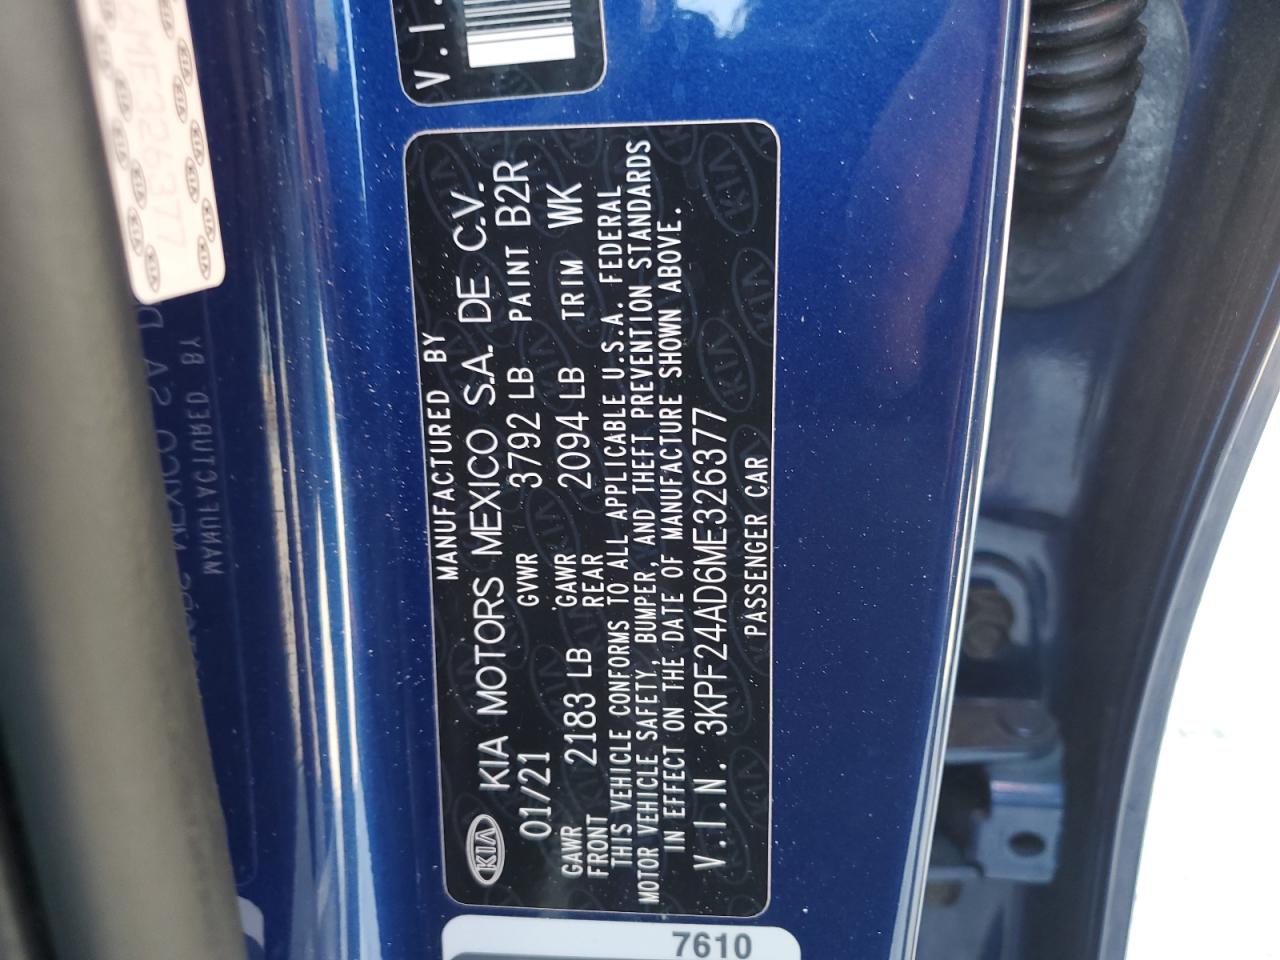 V.I.
MANUFACTURED BY
KIA KIA MOTORS MEXICO S.A. DE C.V.
01/21 GVWR 3792 LB PAINT B2R
GAWR FRONT 2183 LB GAWR REAR 2094 LB TRIM WK
THIS VEHICLE CONFORMS TO ALL APPLICABLE U.S.A. FEDERAL
MOTOR VEHICLE SAFETY, BUMPER, AND THEFT PREVENTION STANDARDS
IN EFFECT ON THE DATE OF MANUFACTURE SHOWN ABOVE.
V.I.N. 3KPF24AD6ME326377
PASSENGER CAR
7610
6ME326377